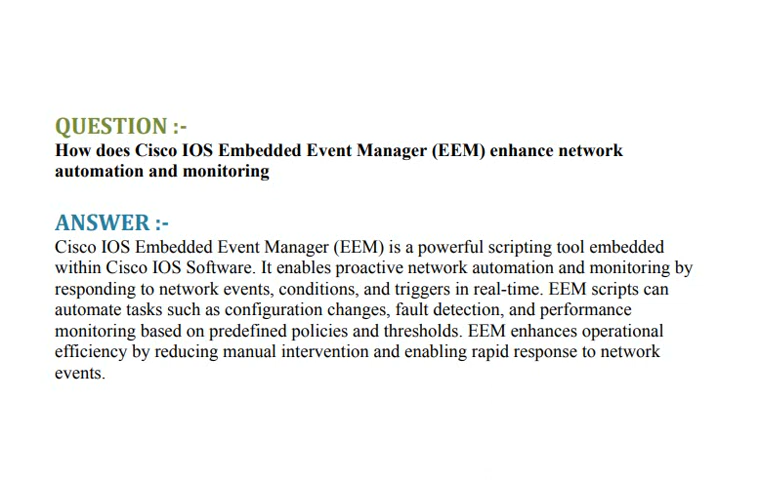 QUESTION :-
How does Cisco IOS Embedded Event Manager (EEM) enhance network
automation and monitoring
ANSWER :-
Cisco IOS Embedded Event Manager (EEM) is a powerful scripting tool embedded
within Cisco IOS Software. It enables proactive network automation and monitoring by
responding to network events, conditions, and triggers in real-time. EEM scripts can
automate tasks such as configuration changes, fault detection, and performance
monitoring based on predefined policies and thresholds. EEM enhances operational
efficiency by reducing manual intervention and enabling rapid response to network
events.